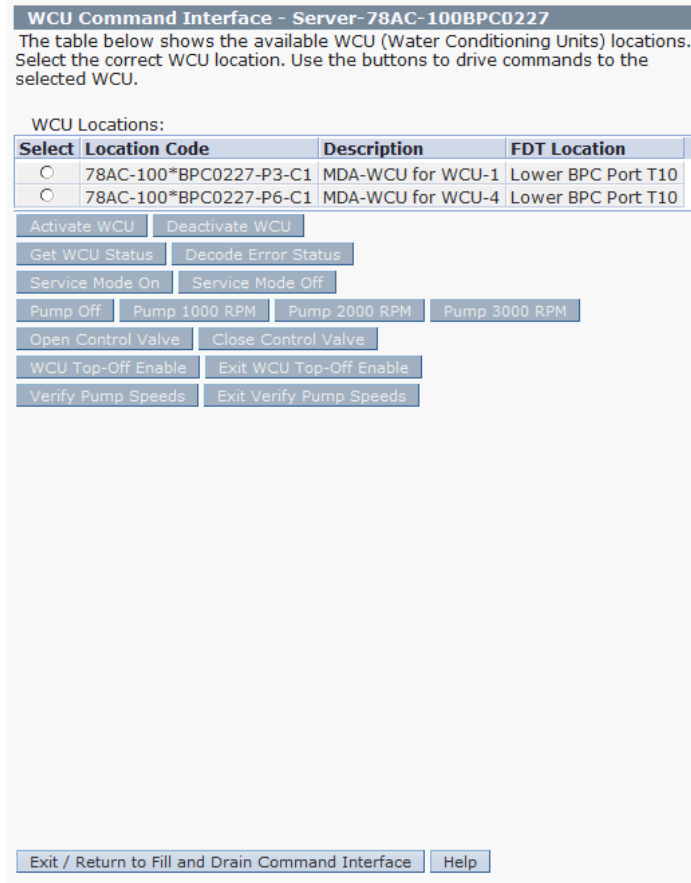 WCU Command Interface - Server-78AC-100BPC0227
The table below shows the available WCU (Water Conditioning Units) locations.
Select the correct WCU location. Use the buttons to drive commands to the
selected WCU.
WCU Locations:
Select Location Code Description FDT Location
78AC-100*BPC0227-P3-C1 MDA-WCU for WCU-1 Lower BPC Port T10
78AC-100*BPC0227-P6-C1 MDA-WCU for WCU-4 Lower BPC Port T10
Activate WCU Deactivate WCU
Get WCU Status Decode Error Status
Service Mode On Service Mode Off
Pump Off Pump 1000 RPM Pump 2000 RPM Pump 3000 RPM
Open Control Valve Close Control Valve
WCU Top-Off Enable Exit WCU Top-Off Enable
Verify Pump Speeds Exit Verify Pump Speeds
Exit / Return to Fill and Drain Command Interface Help